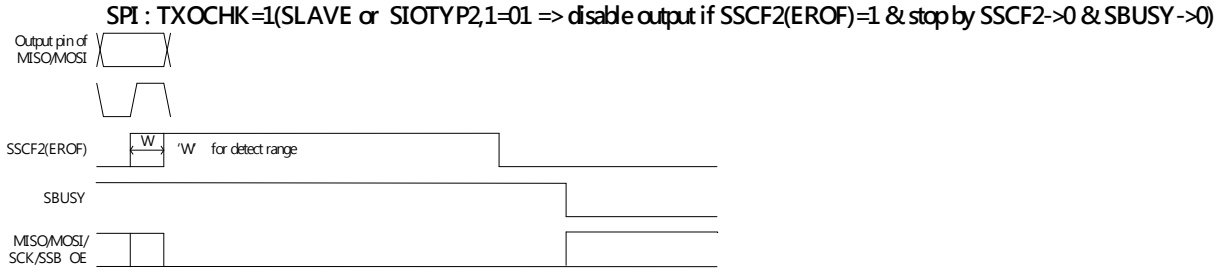 SPI : TXOCHK=1(SLAVE or SIOTYP2,1=01 => disable output if SSCF2(EROF)=1 & stop by SSCF2->0 & SBUSY->0)
Output pin of
MISO/MOSI
SSCF2(EROF)
W
'W' for detect range
SBUSY
MISO/MOSI/
SCK/SSB OE